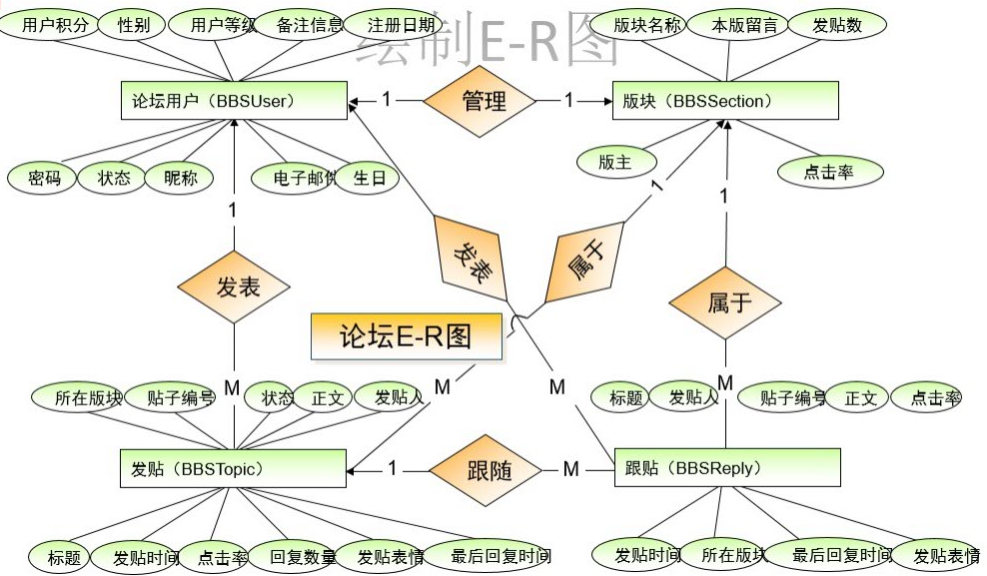 绘制E-R图
用户积分 性别 用户等级 备注信息 注册日期 版块名称 本版留言 发贴数
论坛用户（BBSUser） 1 管理 1 版块（BBSSection）
密码 状态 昵称 电子邮件 生日 版主 点击率
1 1 1
发表 发表 属于 属于
论坛E-R图
M M M M
所在版块 贴子编号 状态 正文 发贴人 标题 发贴人 贴子编号 正文 点击率
发贴（BBSTopic） 1 跟随 M 跟贴（BBSReply）
标题 发贴时间 点击率 回复数量 发贴表情 最后回复时间 发贴时间 所在版块 最后回复时间 发贴表情